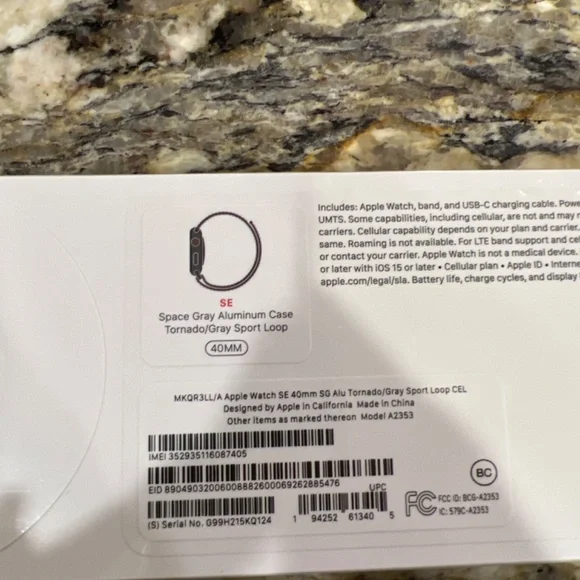 Includes: Apple Watch, band, and USB-C charging cable. Powe
UMTS. Some capabilities, including cellular, are not and may n
carriers. Cellular capability depends on your plan and carrier.
same. Roaming is not available. For LTE band support and cel
or contact your carrier. Apple Watch is not a medical device.
or later with iOS 15 or later • Cellular plan • Apple ID • Interne
apple.com/legal/sla. Battery life, charge cycles, and display
SE
Space Gray Aluminum Case
Tornado/Gray Sport Loop
40MM
MKQR3LL/A Apple Watch SE 40mm SG Alu Tornado/Gray Sport Loop CEL
Designed by Apple in California Made in China
Other items as marked thereon Model A2353
IMEI 352935116087405
EID 89049032006008882600069262885476
UPC
(S) Serial No. G99H215KQ124
1 94252 61340 5
BC
FC FCC ID: BCG-A2353
IC: 579C-A2353